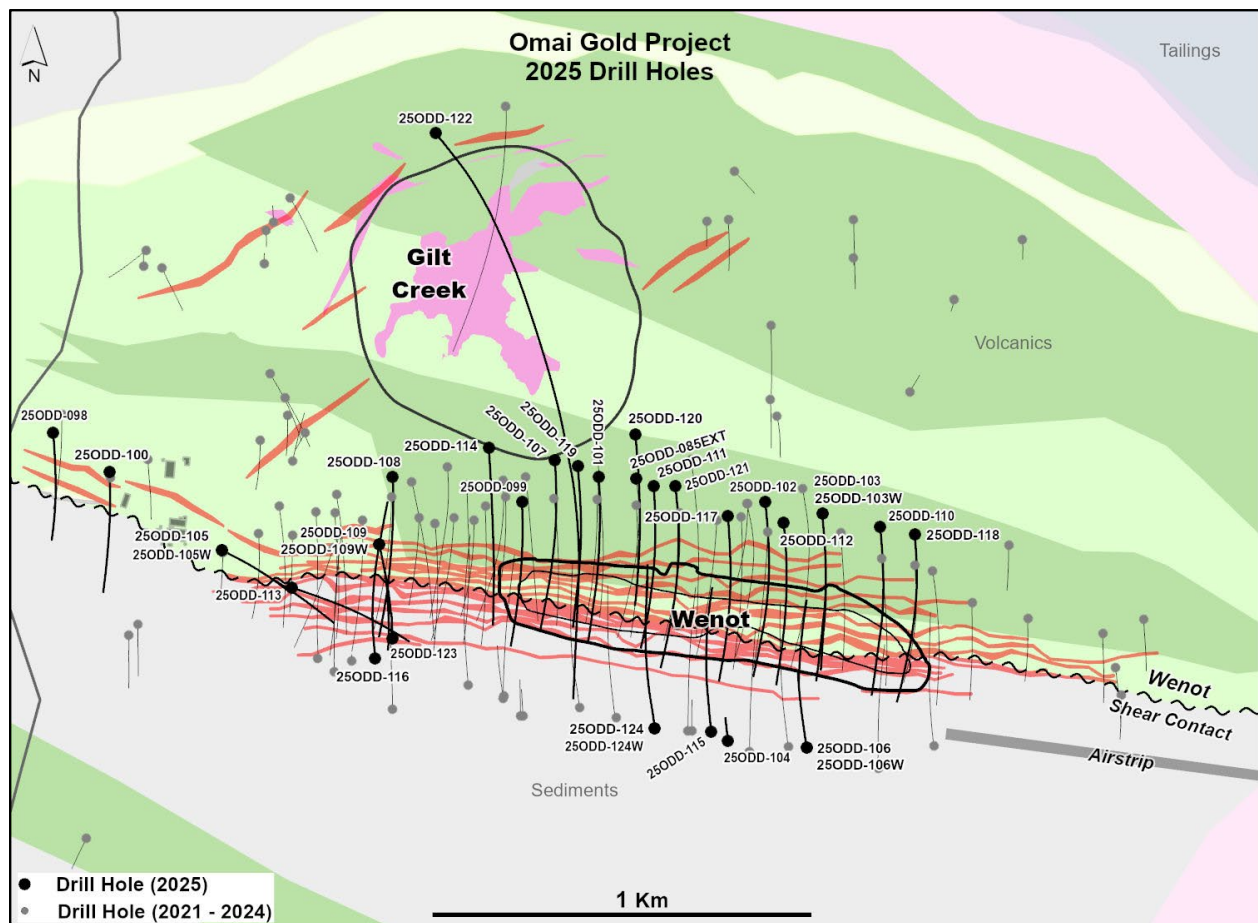 Omai Gold Project
2025 Drill Holes
Tailings
N
25ODD-122
Gilt
Creek
Volcanics
25ODD-098
25ODD-100
25ODD-108
25ODD-114
25ODD-107
25ODD-119
25ODD-101
25ODD-120
25ODD-085EXT
25ODD-111
25ODD-121
25ODD-099
25ODD-117
25ODD-102
25ODD-103
25ODD-103W
25ODD-112
25ODD-110
25ODD-118
25ODD-105
25ODD-105W
25ODD-109
25ODD-109W
25ODD-113
Wenot
25ODD-123
25ODD-116
Wenot
Shear Contact
25ODD-124
25ODD-124W
25ODD-115
25ODD-104
25ODD-106
25ODD-106W
Airstrip
Sediments
Drill Hole (2025)
Drill Hole (2021 - 2024)
1 Km